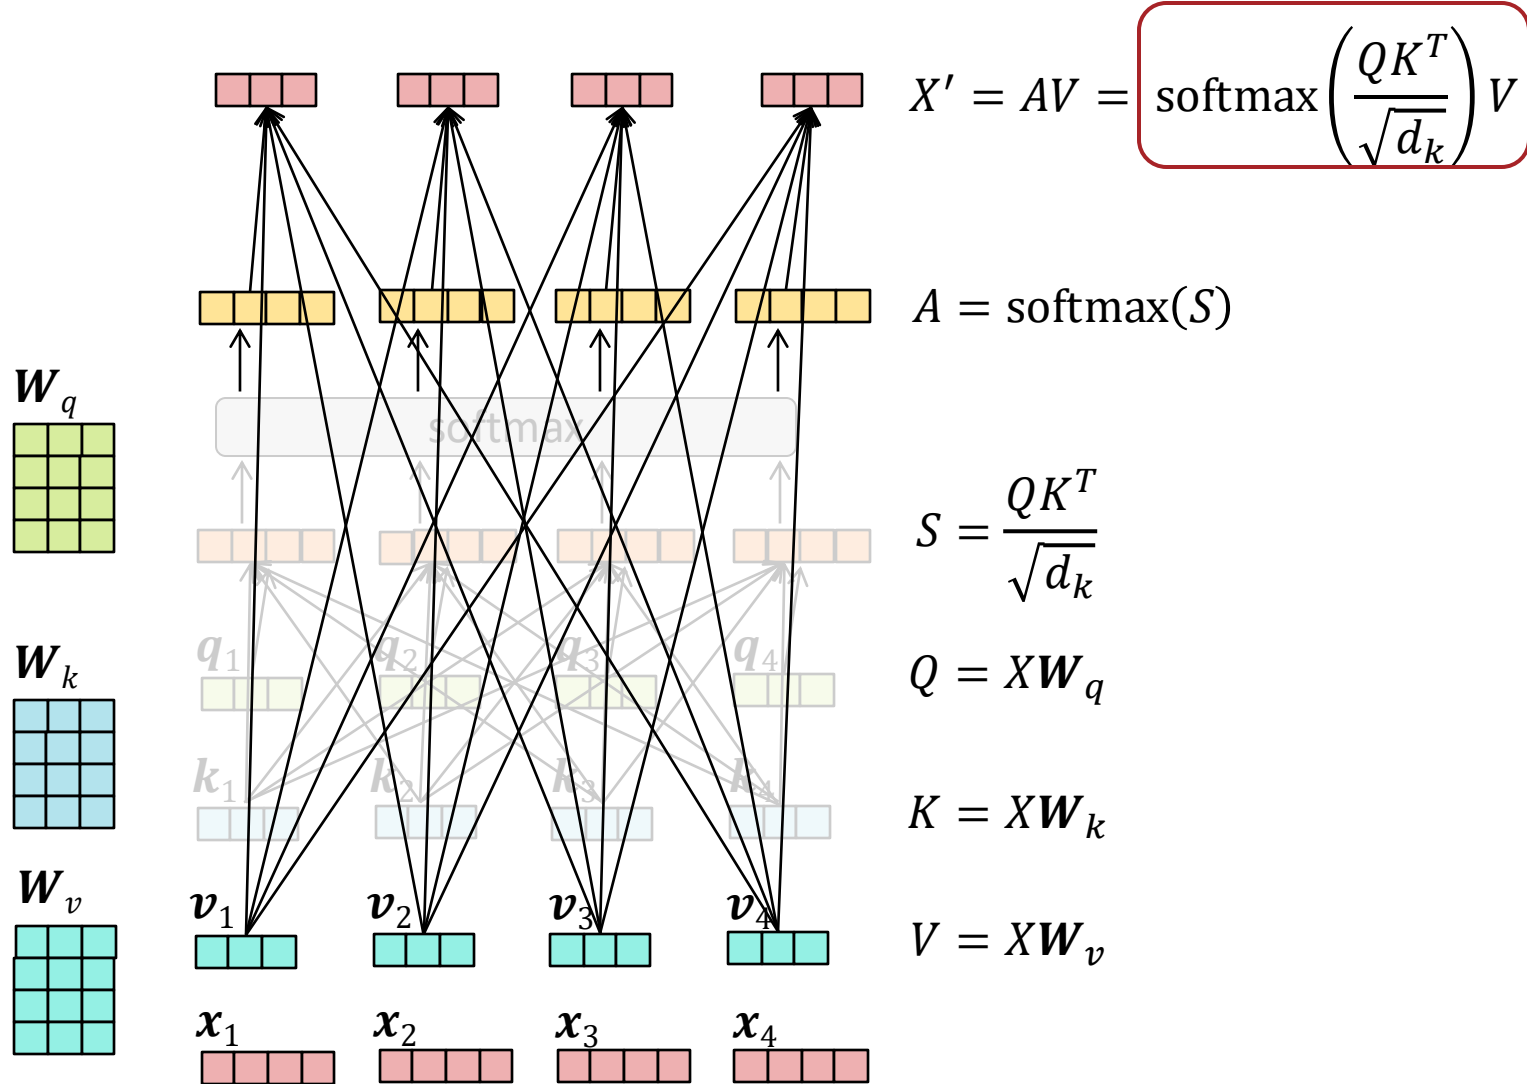 X′ = AV = softmax(QK^T / √d_k) V
A = softmax(S)
W_q
softmax
S = QK^T / √d_k
q_1 q_2 q_3 q_4
W_k
Q = XW_q
k_1 k_2 k_3 k_4
K = XW_k
W_v
v_1 v_2 v_3 v_4
V = XW_v
x_1 x_2 x_3 x_4